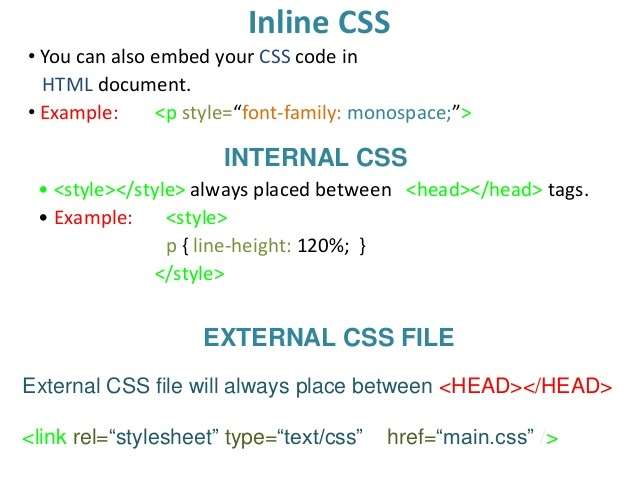 Inline CSS
• You can also embed your CSS code in
HTML document.
• Example: <p style=“font-family: monospace;”>
INTERNAL CSS
• <style></style> always placed between <head></head> tags.
• Example: <style>
p { line-height: 120%; }
</style>
EXTERNAL CSS FILE
External CSS file will always place between <HEAD></HEAD>
<link rel=“stylesheet” type=“text/css” href=“main.css” />